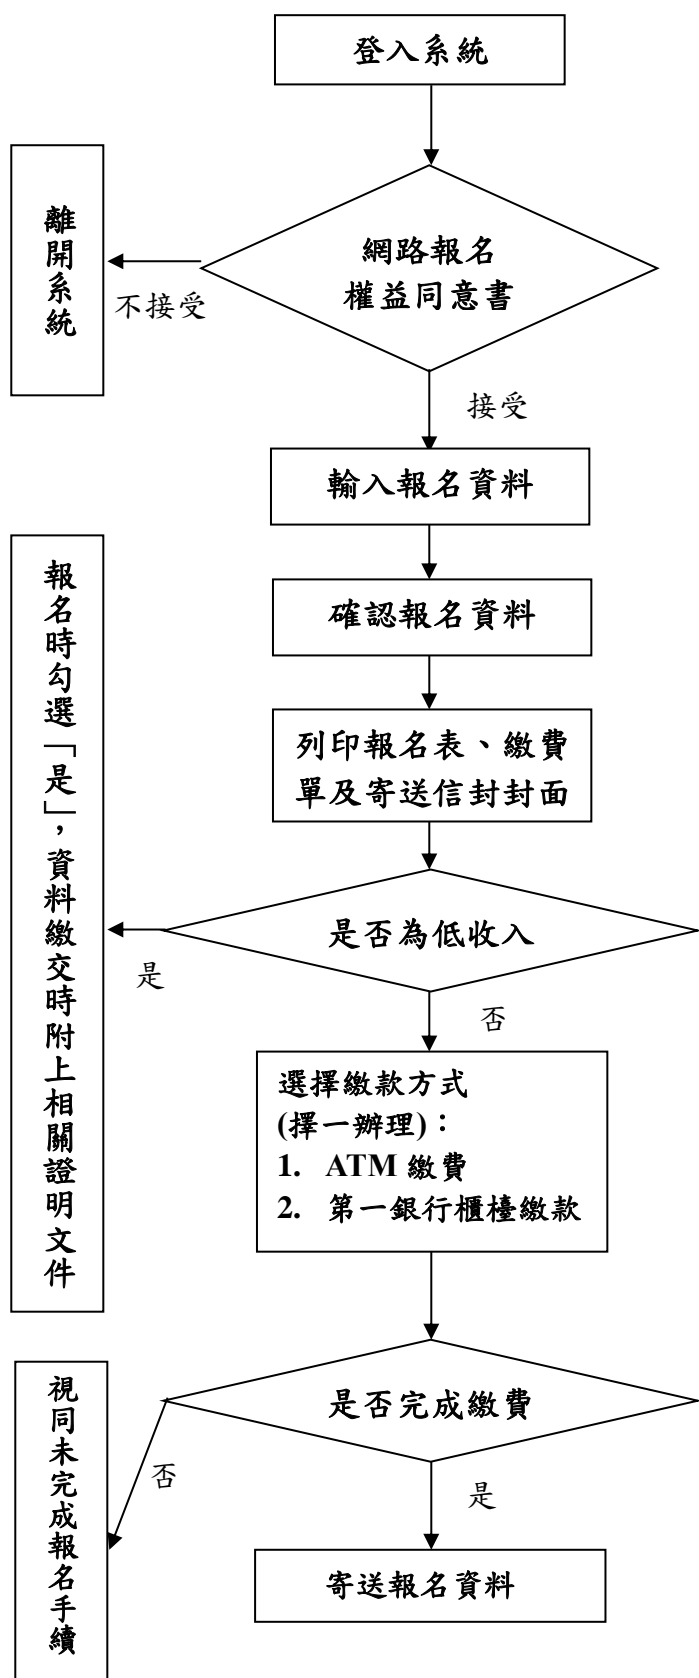 登入系統
離開系統
網路報名
權益同意書
不接受
接受
輸入報名資料
確認報名資料
報名時勾選「是」，資料繳交時附上相關證明文件
列印報名表、繳費
單及寄送信封封面
是否為低收入
是
否
選擇繳款方式
(擇一辦理)：
1. ATM 繳費
2. 第一銀行櫃檯繳款
是否完成繳費
視同未完成報名手續
否
是
寄送報名資料